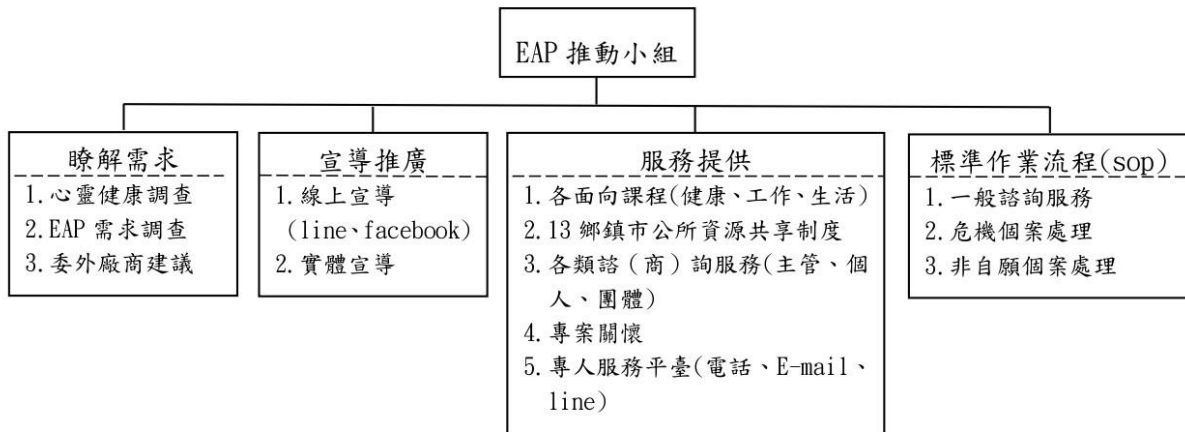 EAP 推動小組
瞭解需求
1.心靈健康調查
2.EAP 需求調查
3.委外廠商建議
宣導推廣
1.線上宣導
(line、facebook)
2.實體宣導
服務提供
1.各面向課程(健康、工作、生活)
2.13 鄉鎮市公所資源共享制度
3.各類諮（商）詢服務(主管、個
人、團體)
4.專案關懷
5.專人服務平臺(電話、E-mail、
line)
標準作業流程(sop)
1.一般諮詢服務
2.危機個案處理
3.非自願個案處理